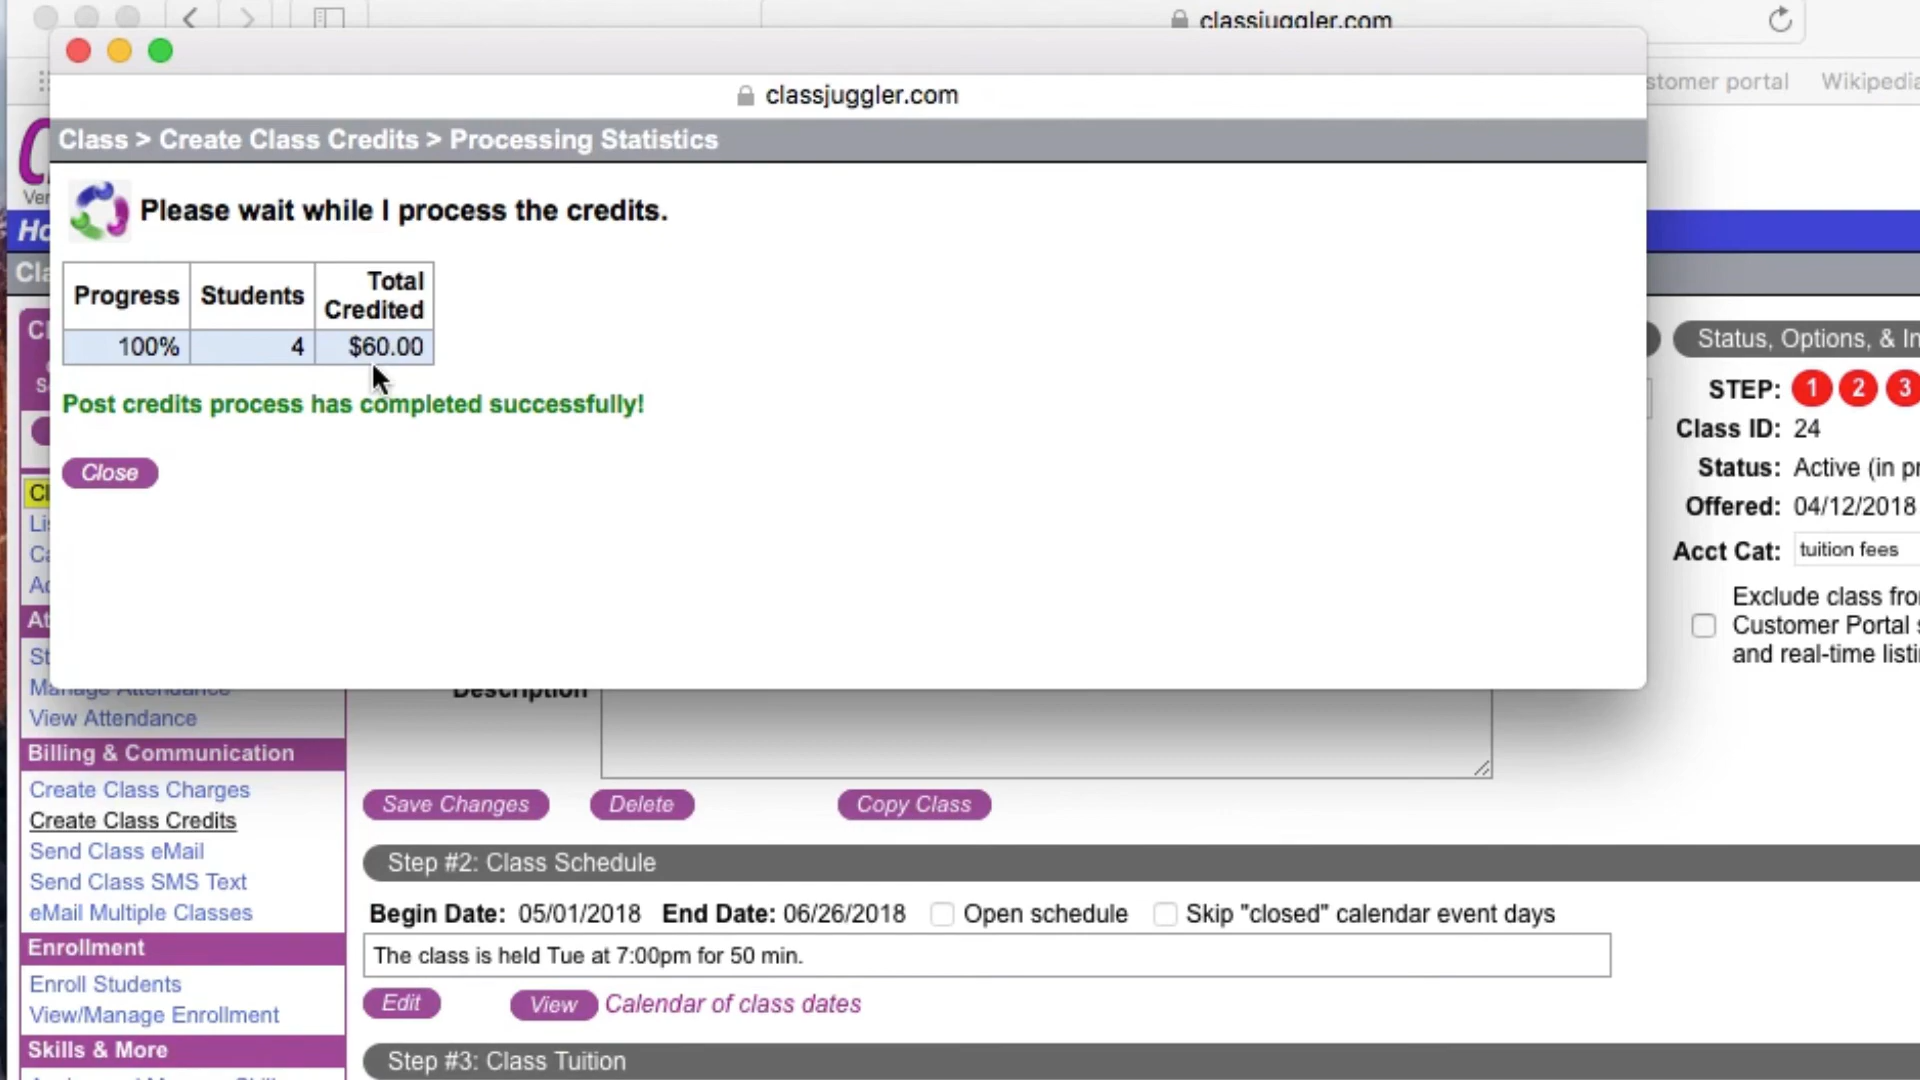 classjuggler.com
stomer portal
Wikipedia
classjuggler.com
Class > Create Class Credits > Processing Statistics
Please wait while I process the credits.
Progress Students Total Credited
100% 4 $60.00
Post credits process has completed successfully!
Close
Status, Options, & In
STEP: 1 2 3
Class ID: 24
Status: Active (in pr
Offered: 04/12/2018
Acct Cat: tuition fees
Exclude class fro
Customer Portal s
and real-time listi
Manage Attendance
View Attendance
Billing & Communication
Create Class Charges
Create Class Credits
Send Class eMail
Send Class SMS Text
eMail Multiple Classes
Enrollment
Enroll Students
View/Manage Enrollment
Skills & More
Description
Save Changes Delete Copy Class
Step #2: Class Schedule
Begin Date: 05/01/2018 End Date: 06/26/2018 Open schedule Skip "closed" calendar event days
The class is held Tue at 7:00pm for 50 min.
Edit View Calendar of class dates
Step #3: Class Tuition